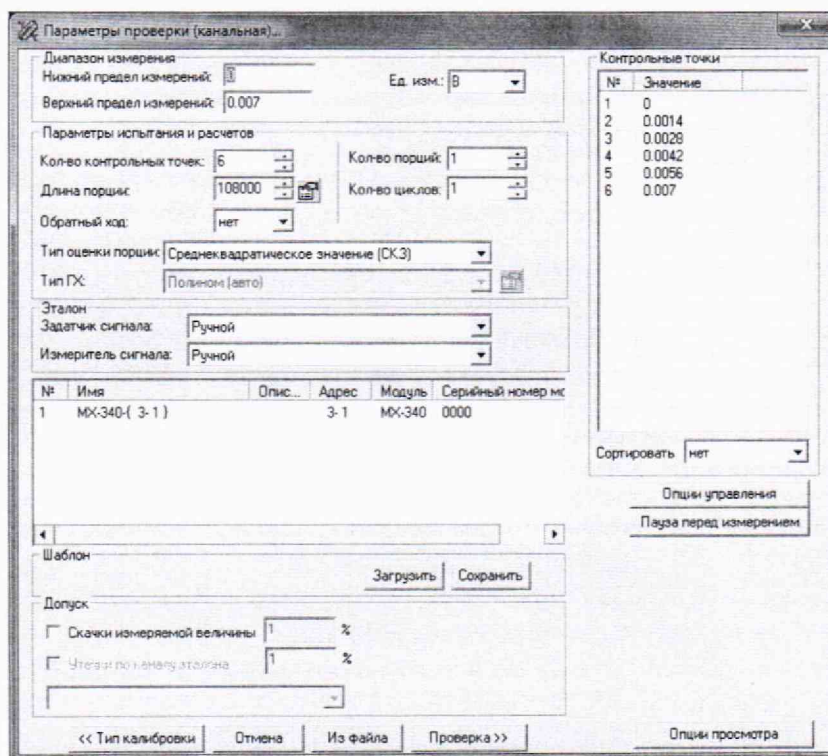 Параметры проверки (канальная)...
Диапазон измерения
Нижний предел измерений:
Ед. изм.: В
Верхний предел измерений: 0.007
Параметры испытания и расчетов
Кол-во контрольных точек: 6
Кол-во порций: 1
Длина порции: 108000
Кол-во циклов: 1
Обратный ход: нет
Тип оценки порции: Среднеквадратическое значение (СКЗ)
Тип ГХ: Полином (авто)
Эталон
Задатчик сигнала: Ручной
Измеритель сигнала: Ручной
№ Имя Опис... Адрес Модуль Серийный номер мо
1 MX-340-{ 3- 1 } 3- 1 MX-340 0000
Шаблон
Загрузить Сохранить
Допуск
Скачки измеряемой величины 1 %
Утечки по каналу эталона 1 %
<< Тип калибровки Отмена Из файла Проверка >>
Контрольные точки
№ Значение
1 0
2 0.0014
3 0.0028
4 0.0042
5 0.0056
6 0.007
Сортировать нет
Опции управления
Пауза перед измерением
Опции просмотра